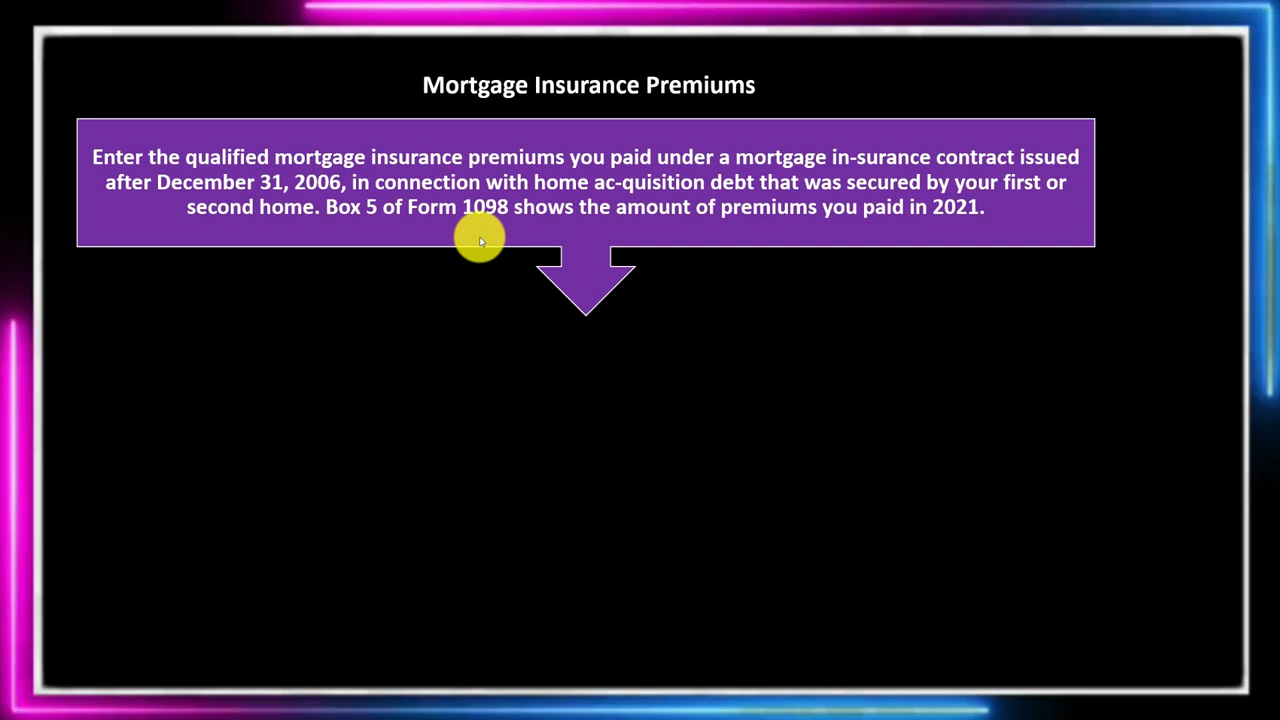 Mortgage Insurance Premiums
Enter the qualified mortgage insurance premiums you paid under a mortgage in-surance contract issued
after December 31, 2006, in connection with home ac-quisition debt that was secured by your first or
second home. Box 5 of Form 1098 shows the amount of premiums you paid in 2021.